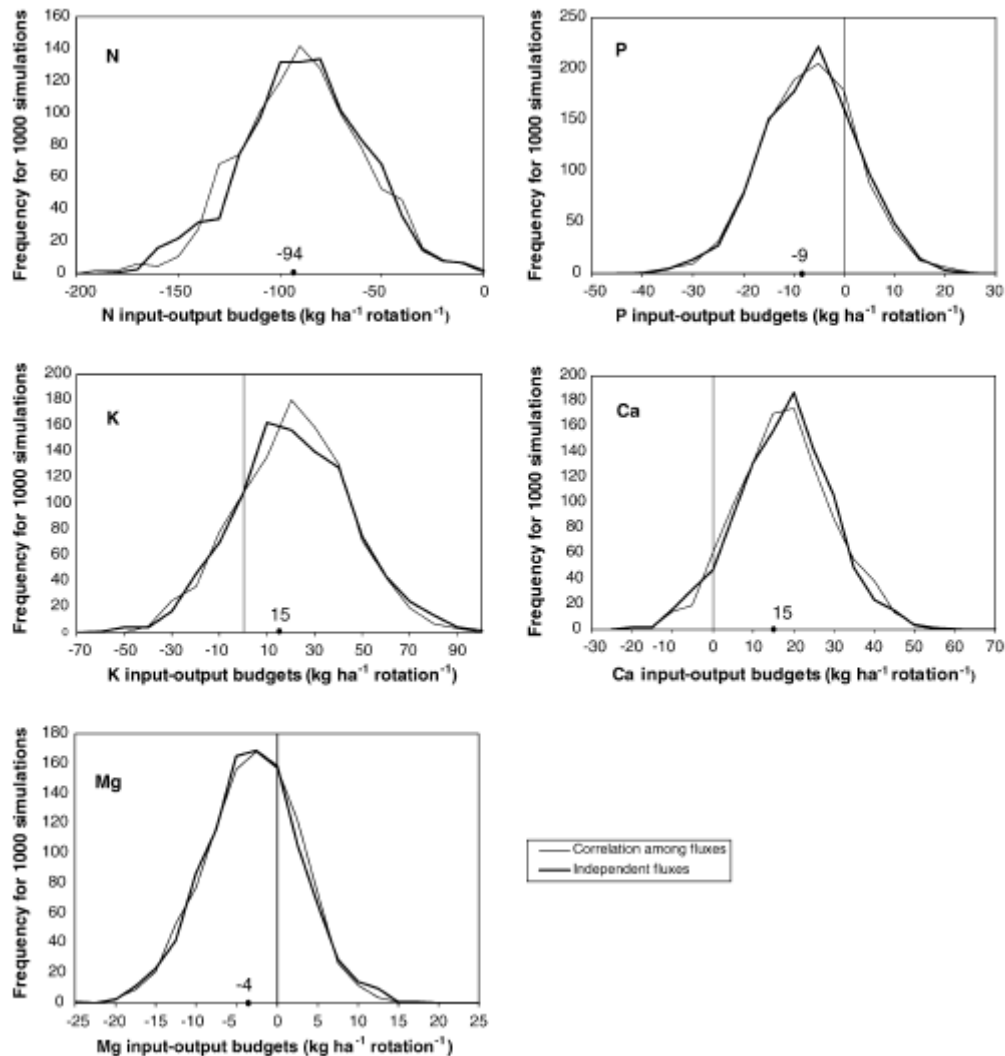 N
Frequency for 1000 simulations
160
140
120
100
80
60
40
20
0
-94
-200 -150 -100 -50 0
N input-output budgets (kg ha⁻¹ rotation⁻¹)
P
Frequency for 1000 simulations
250
200
150
100
50
0
-9
-50 -40 -30 -20 -10 0 10 20 30
P input-output budgets (kg ha⁻¹ rotation⁻¹)
K
Frequency for 1000 simulations
200
180
160
140
120
100
80
60
40
20
0
15
-70 -50 -30 -10 10 30 50 70 90
K input-output budgets (kg ha⁻¹ rotation⁻¹)
Ca
Frequency for 1000 simulations
200
180
160
140
120
100
80
60
40
20
0
15
-30 -20 -10 0 10 20 30 40 50 60 70
Ca input-output budgets (kg ha⁻¹ rotation⁻¹)
Mg
Frequency for 1000 simulations
180
160
140
120
100
80
60
40
20
0
-4
-25 -20 -15 -10 -5 0 5 10 15 20 25
Mg input-output budgets (kg ha⁻¹ rotation⁻¹)
Correlation among fluxes
Independent fluxes